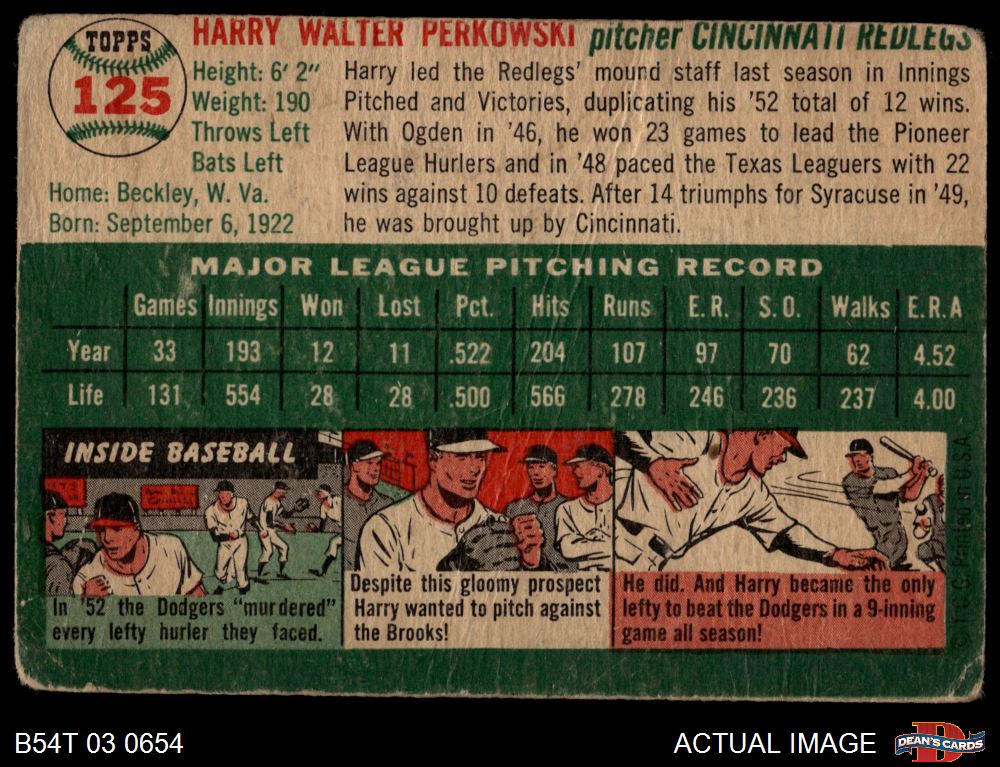 TOPPS
125
HARRY WALTER PERKOWSKI pitcher CINCINNATI REDLEGS
Height: 6' 2"
Weight: 190
Throws Left
Bats Left
Home: Beckley, W. Va.
Born: September 6, 1922
Harry led the Redlegs' mound staff last season in Innings
Pitched and Victories, duplicating his '52 total of 12 wins.
With Ogden in '46, he won 23 games to lead the Pioneer
League Hurlers and in '48 paced the Texas Leaguers with 22
wins against 10 defeats. After 14 triumphs for Syracuse in '49,
he was brought up by Cincinnati.
MAJOR LEAGUE PITCHING RECORD
Games Innings Won Lost Pct. Hits Runs E.R. S.O. Walks E.R.A
Year 33 193 12 11 .522 204 107 97 70 62 4.52
Life 131 554 28 28 .500 566 278 246 236 237 4.00
INSIDE BASEBALL
In '52 the Dodgers "murdered"
every lefty hurler they faced.
Despite this gloomy prospect
Harry wanted to pitch against
the Brooks!
He did. And Harry became the only
lefty to beat the Dodgers in a 9-inning
game all season!
© T.C.G. PRTD. IN U.S.A.
B54T 03 0654
ACTUAL IMAGE
DEAN'S CARDS